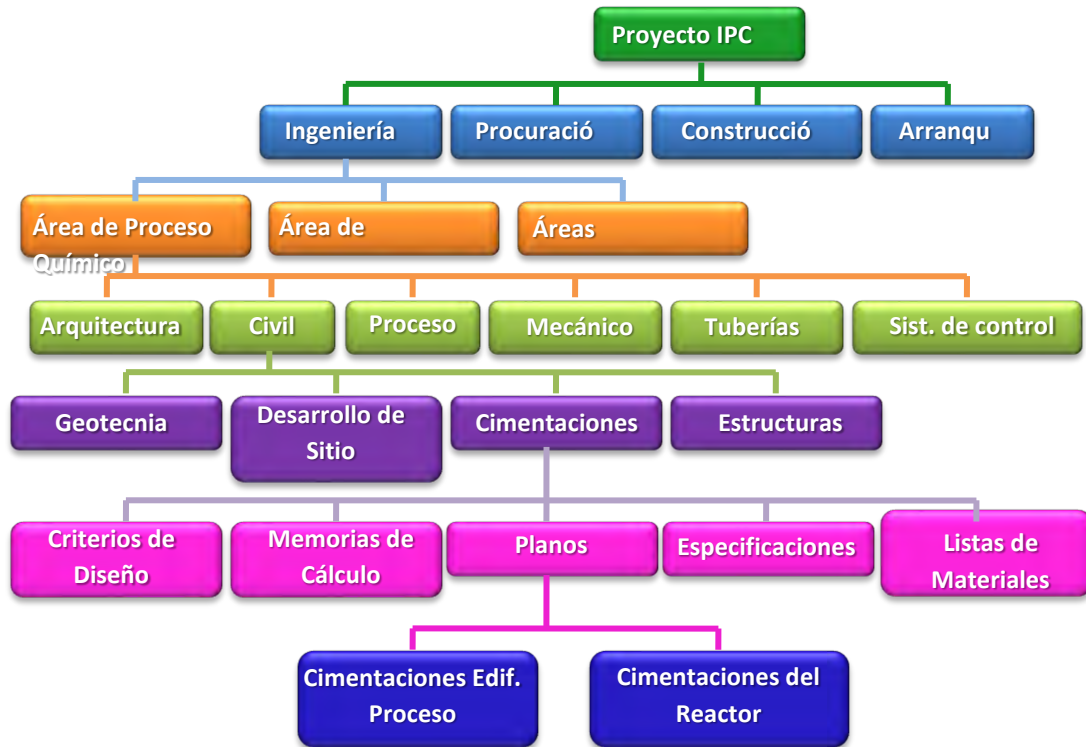 Proyecto IPC
Ingeniería
Procuració
Construcció
Arranqu
Área de Proceso
Químico
Área de
Áreas
Arquitectura
Civil
Proceso
Mecánico
Tuberías
Sist. de control
Geotecnia
Desarrollo de
Sitio
Cimentaciones
Estructuras
Criterios de
Diseño
Memorias de
Cálculo
Planos
Especificaciones
Listas de
Materiales
Cimentaciones Edif.
Proceso
Cimentaciones del
Reactor